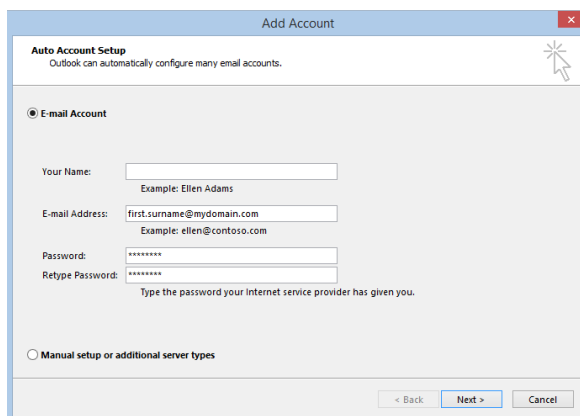 Add Account
Auto Account Setup
Outlook can automatically configure many email accounts.
E-mail Account
Your Name:
Example: Ellen Adams
E-mail Address: first.surname@mydomain.com
Example: ellen@contoso.com
Password: ********
Retype Password: ********
Type the password your Internet service provider has given you.
Manual setup or additional server types
< Back Next > Cancel